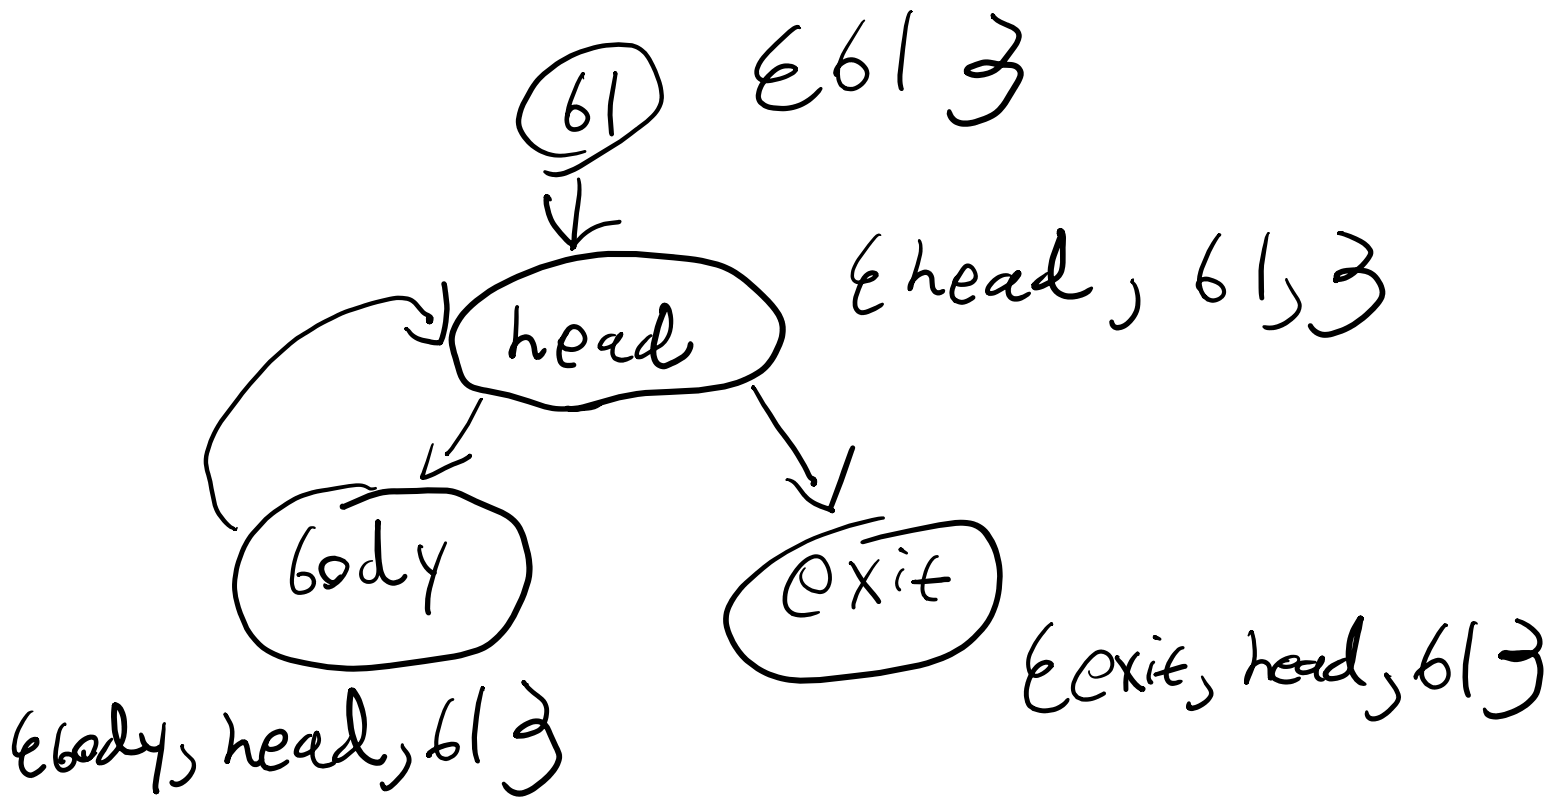 b1
{b1}
{head, b1,}
head
body
exit
{exit, head, b1}
{body, head, b1}